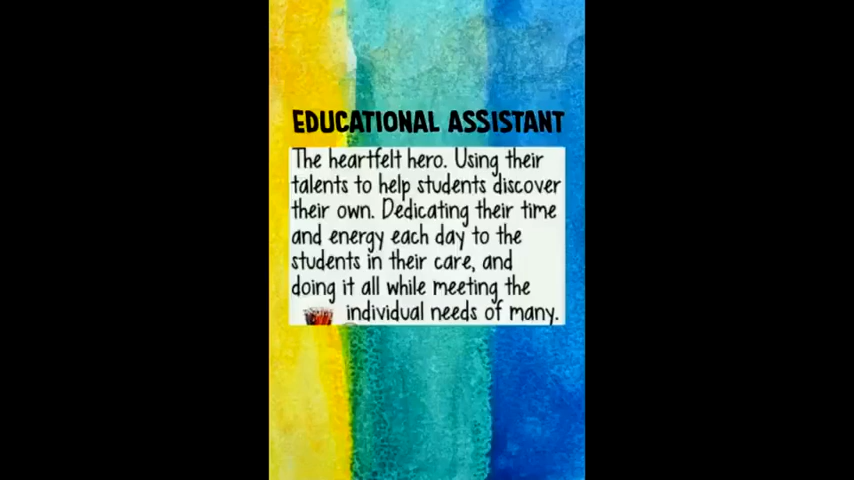 EDUCATIONAL ASSISTANT
The heartfelt hero. Using their
talents to help students discover
their own. Dedicating their time
and energy each day to the
students in their care, and
doing it all while meeting the
individual needs of many.